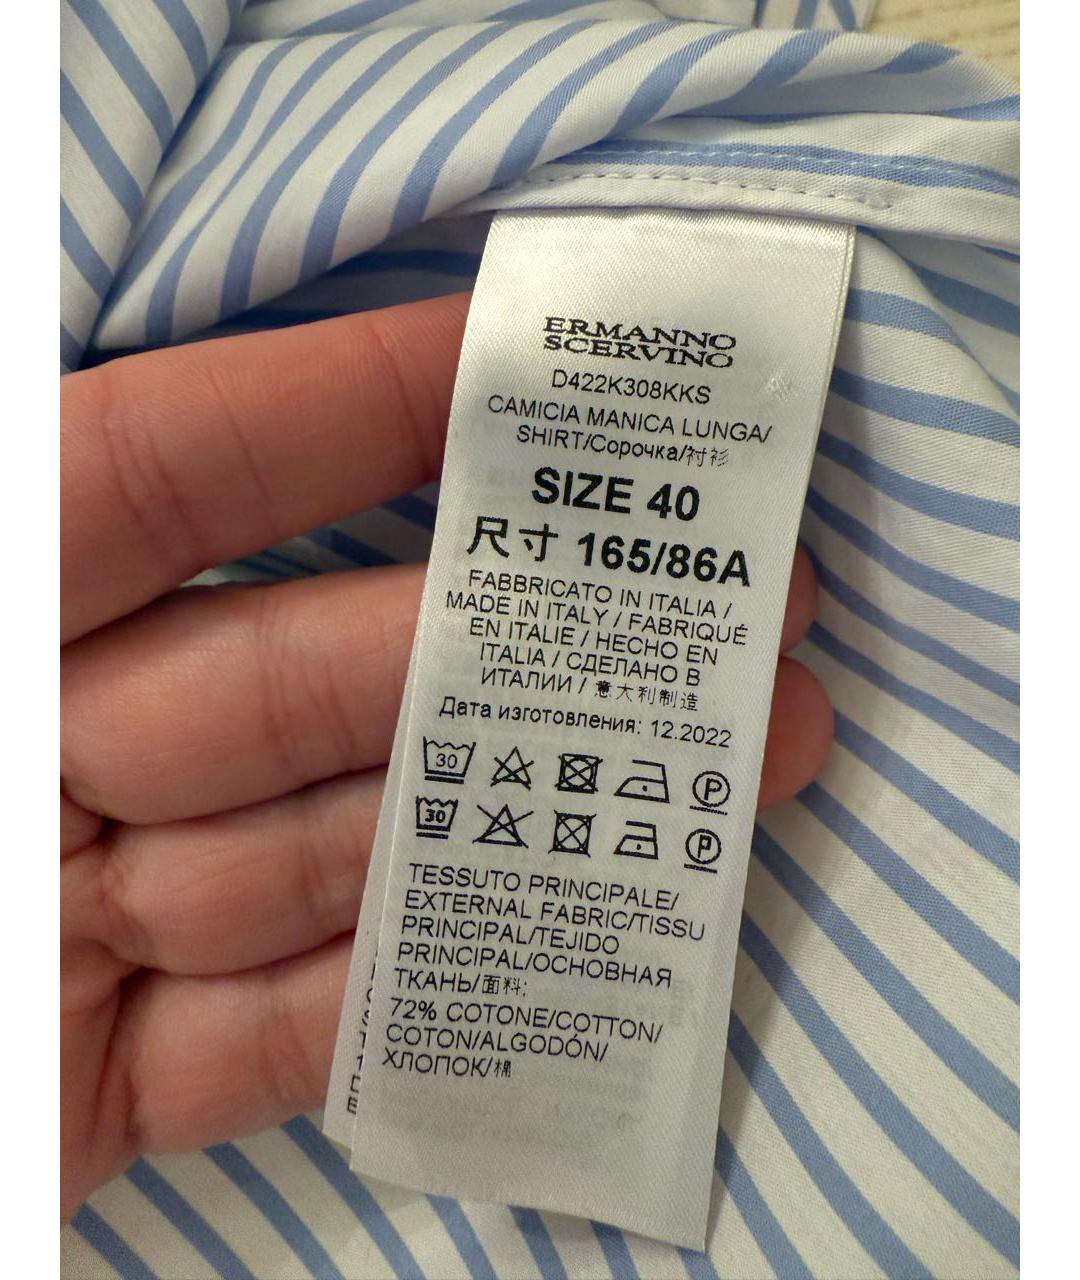 ERMANNO
SCERVINO
D422K308KKS
CAMICIA MANICA LUNGA/
SHIRT/Сорочка/衬衫
SIZE 40
尺寸 165/86A
FABBRICATO IN ITALIA /
MADE IN ITALY / FABRIQUÉ
EN ITALIE / HECHO EN
ITALIA / СДЕЛАНО В
ИТАЛИИ / 意大利制造
Дата изготовления: 12.2022
30
P
30
P
TESSUTO PRINCIPALE/
EXTERNAL FABRIC/TISSU
PRINCIPAL/TEJIDO
PRINCIPAL/ОСНОВНАЯ
ТКАНЬ/面料:
72% COTONE/COTTON/
COTON/ALGODÓN/
ХЛОПОК/棉